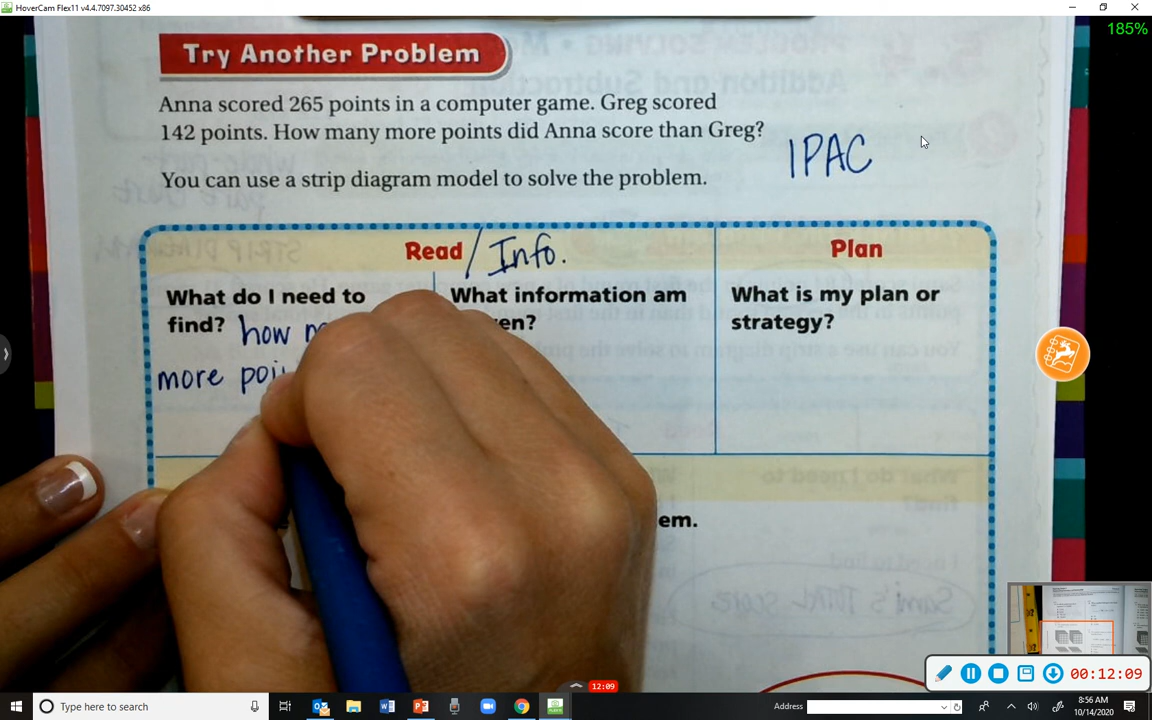 HoverCam Flex11 v4.4.7097.30452 x86
185%
Try Another Problem
Anna scored 265 points in a computer game. Greg scored
142 points. How many more points did Anna score than Greg?
IPAC
You can use a strip diagram model to solve the problem.
Read / Info.
Plan
What do I need to
find? how
more
What information am
What is my plan or
strategy?
00:12:09
12:09
Type here to search
Address
8:56 AM
10/14/2020